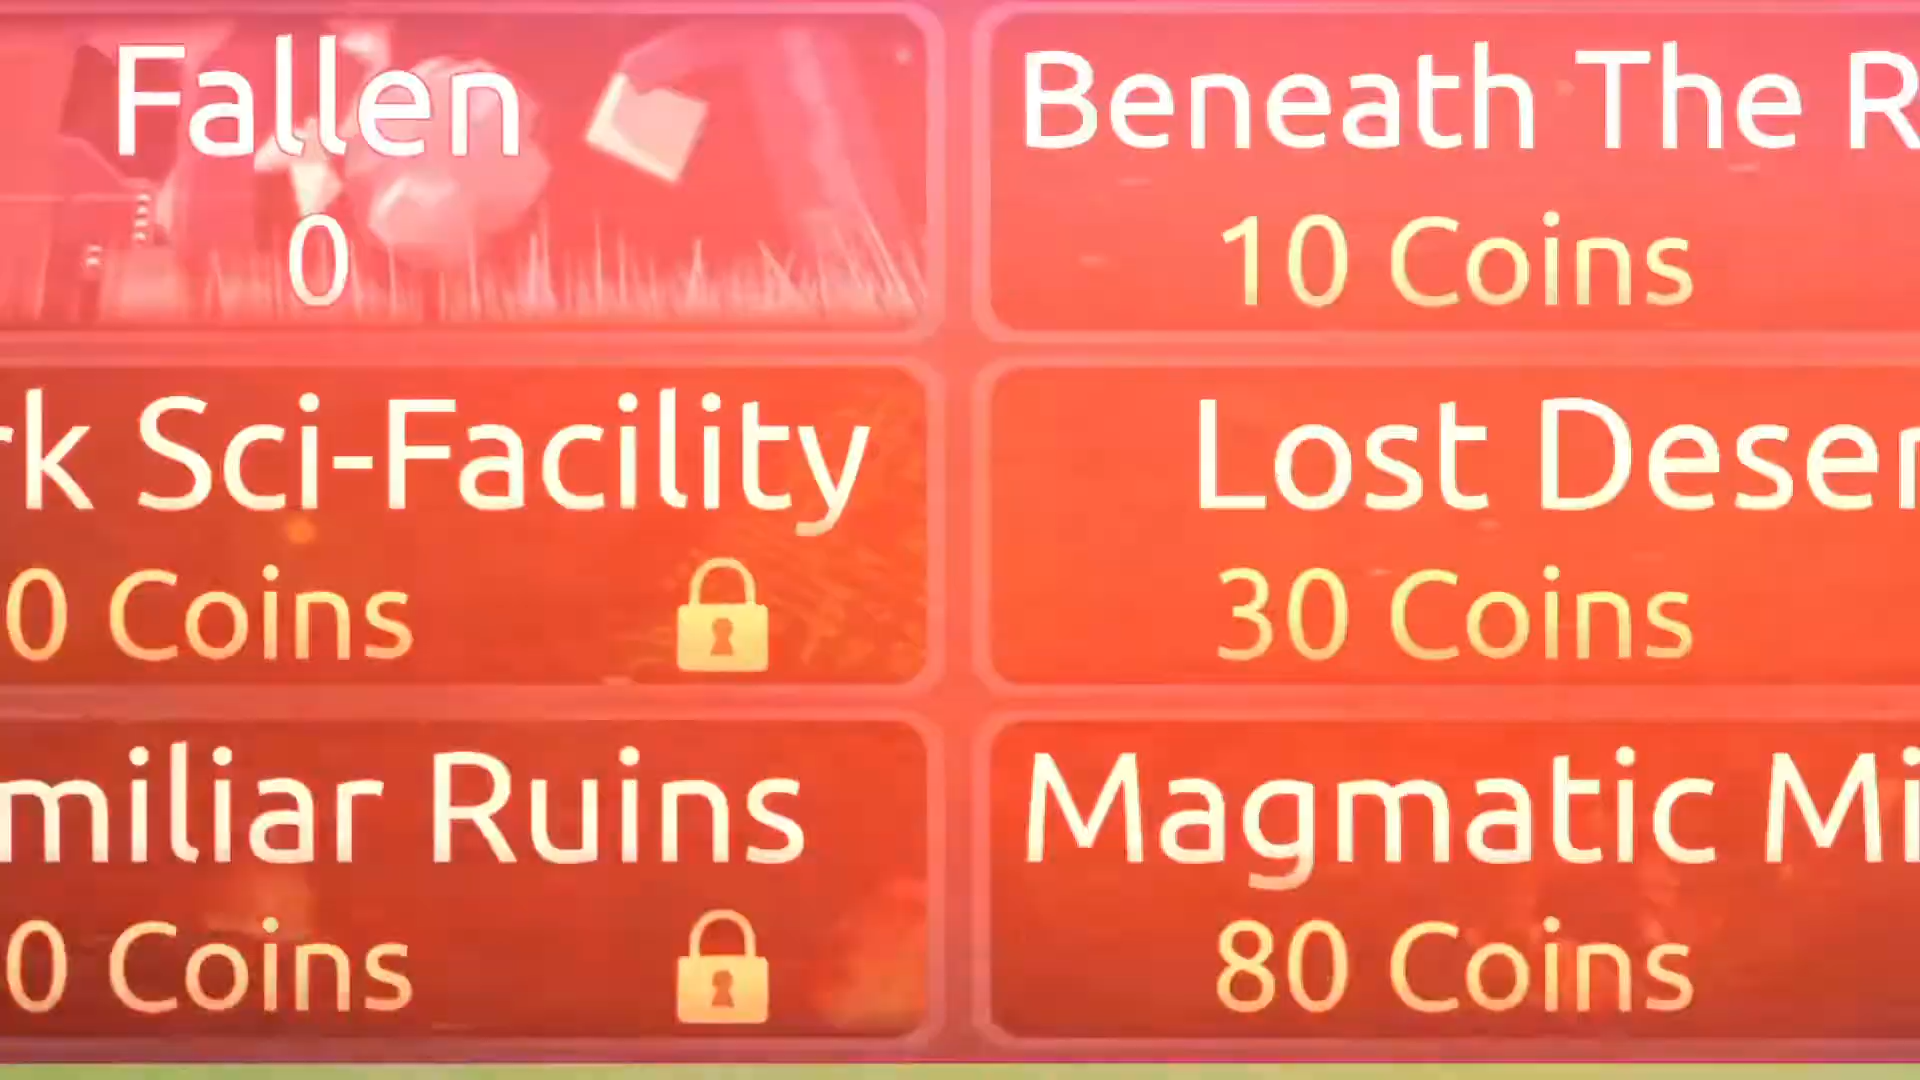 Fallen
0
Beneath The R
10 Coins
rk Sci-Facility
0 Coins
Lost Deser
30 Coins
miliar Ruins
0 Coins
Magmatic Mi
80 Coins